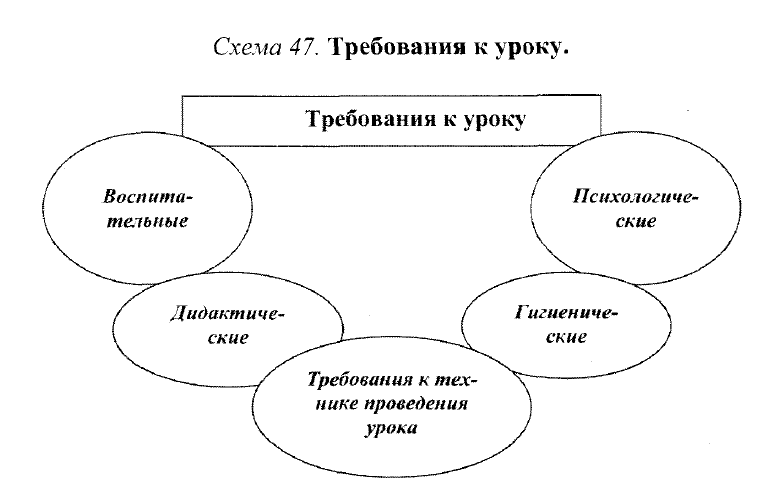 Схема 47. Требования к уроку.
Требования к уроку
Воспита-
тельные
Психологиче-
ские
Дидактиче-
ские
Гигиениче-
ские
Требования к тех-
нике проведения
урока